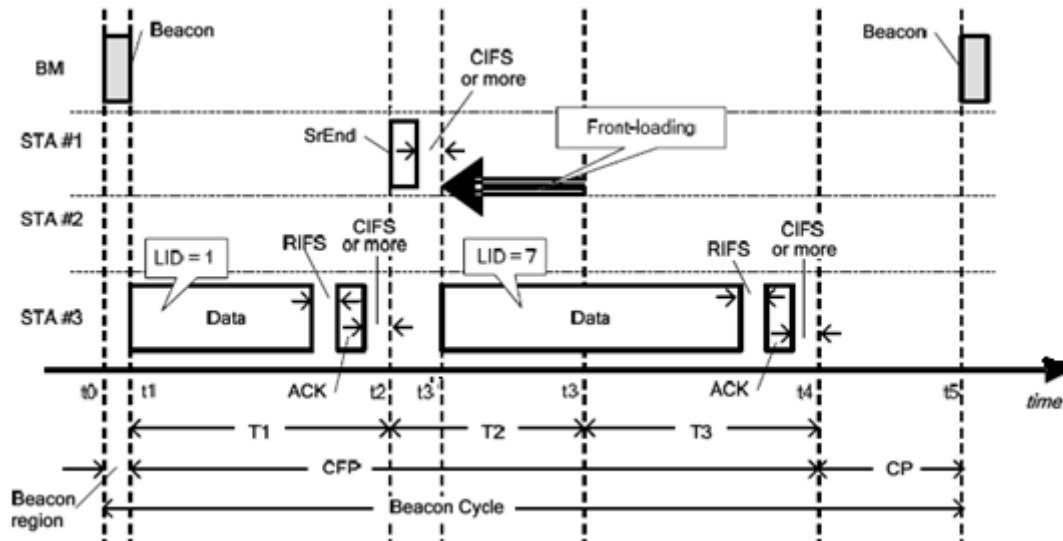 Beacon
Beacon
BM
CIFS
or more
STA #1
SrEnd
Front-loading
STA #2
CIFS
or more
RIFS
LID = 1
LID = 7
CIFS
or more
RIFS
STA #3
Data
Data
t0
t1
ACK
t2
t3'
t3
ACK
t4
t5
time
T1
T2
T3
CFP
CP
Beacon
region
Beacon Cycle